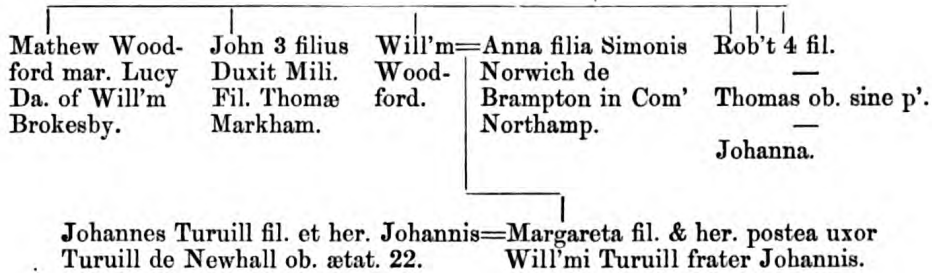 Mathew Wood-
ford mar. Lucy
Da. of Will'm
Brokesby.
John 3 filius
Duxit Mili.
Fil. Thomæ
Markham.
Will'm=Anna filia Simonis
Wood- Norwich de
ford. Brampton in Com'
Northamp.
Rob't 4 fil.
—
Thomas ob. sine p'.
—
Johanna.
Johannes Turuill fil. et her. Johannis=Margareta fil. & her. postea uxor
Turuill de Newhall ob. ætat. 22. Will'mi Turuill frater Johannis.